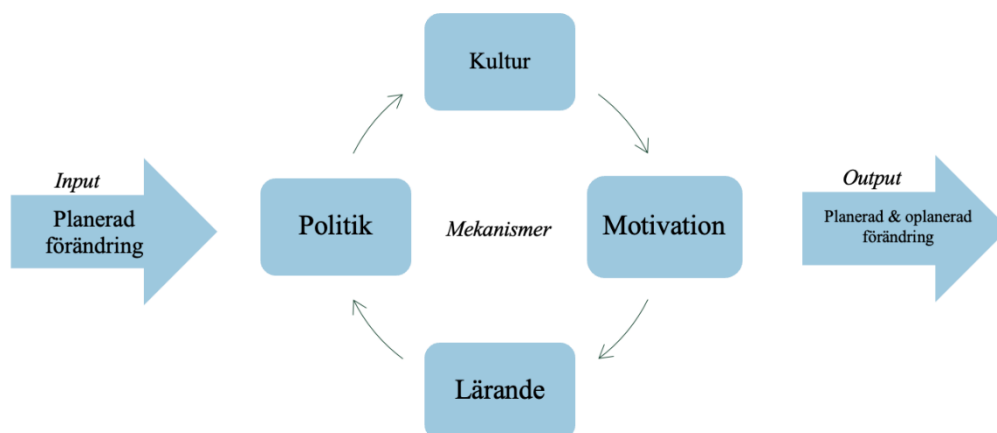 Kultur
Input
Planerad
förändring
Politik
Mekanismer
Motivation
Output
Planerad & oplanerad
förändring
Lärande